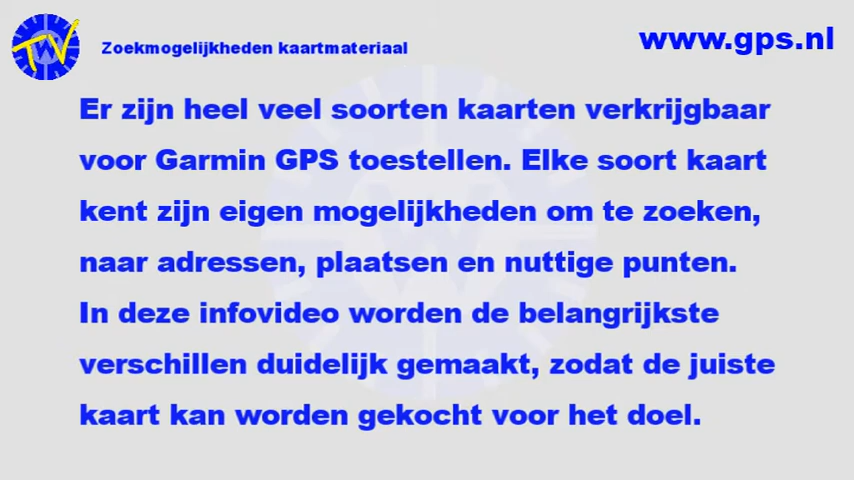 TV W
Zoekmogelijkheden kaartmateriaal
www.gps.nl
Er zijn heel veel soorten kaarten verkrijgbaar
voor Garmin GPS toestellen. Elke soort kaart
kent zijn eigen mogelijkheden om te zoeken,
naar adressen, plaatsen en nuttige punten.
In deze infovideo worden de belangrijkste
verschillen duidelijk gemaakt, zodat de juiste
kaart kan worden gekocht voor het doel.